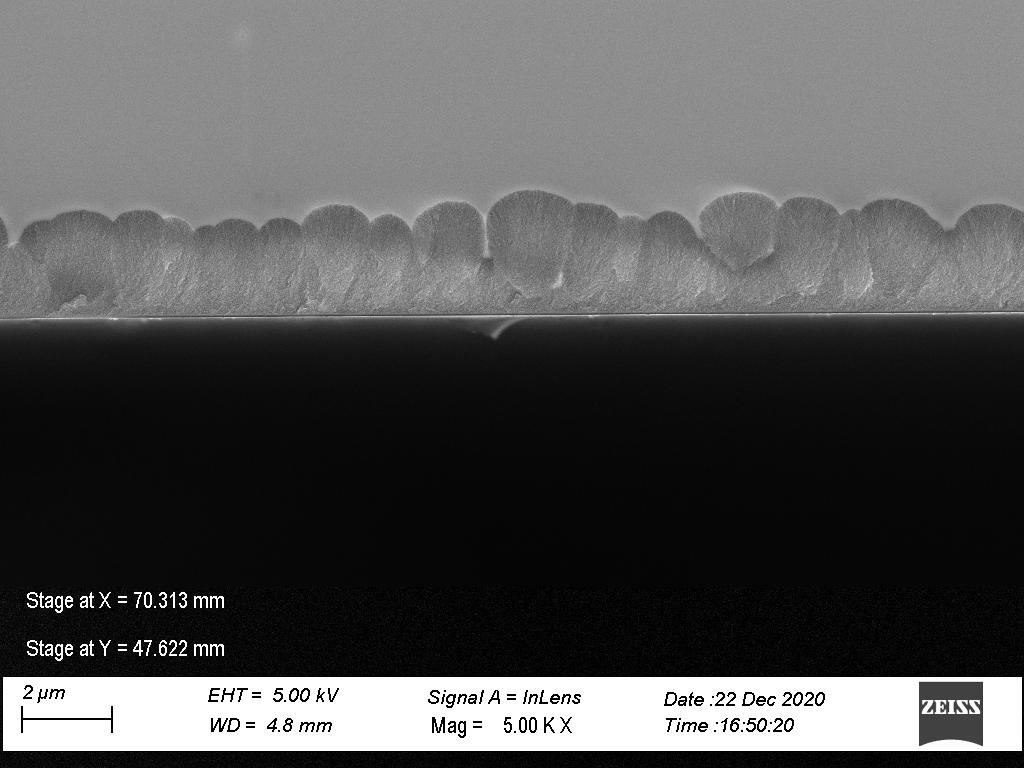 Stage at X = 70.313 mm
Stage at Y = 47.622 mm
2 µm
EHT = 5.00 kV
Signal A = InLens
Date :22 Dec 2020
WD = 4.8 mm
Mag = 5.00 K X
Time :16:50:20
ZEISS